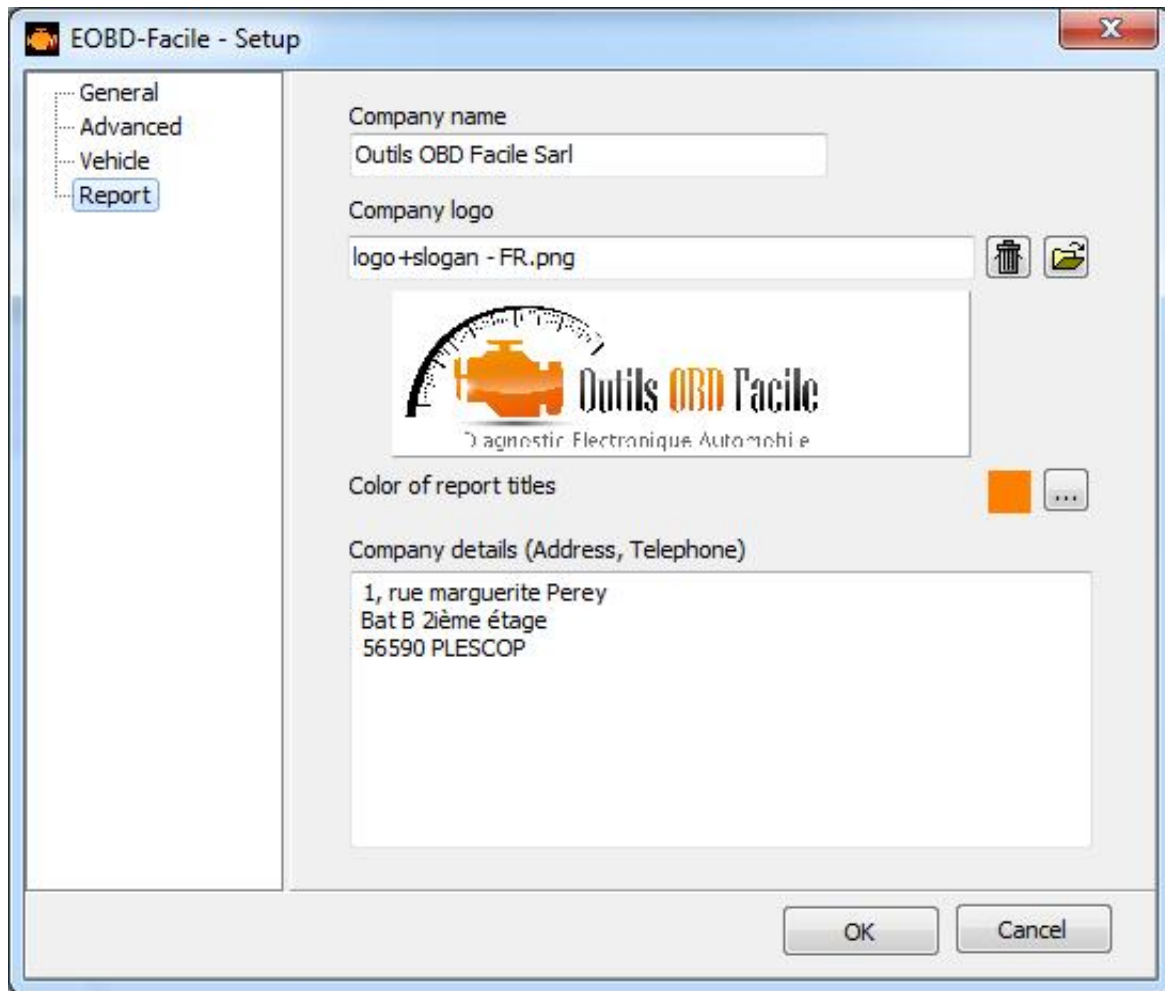 EOBD-Facile - Setup
General
Advanced
Vehicle
Report
Company name
Outils OBD Facile Sarl
Company logo
logo+slogan - FR.png
Outils OBD Facile
Diagnostic Electronique Automobile
Color of report titles
...
Company details (Address, Telephone)
1, rue marguerite Perey
Bat B 2ième étage
56590 PLESCOP
OK
Cancel